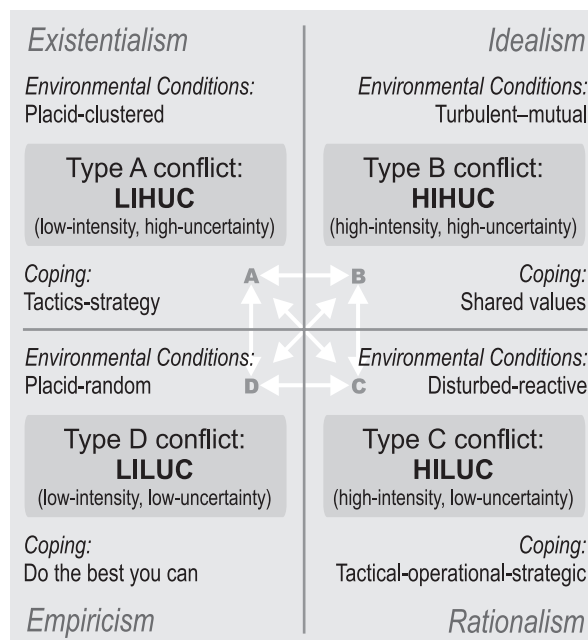 Existentialism
Idealism
Environmental Conditions:
Placid-clustered
Environmental Conditions:
Turbulent–mutual
Type A conflict:
LIHUC
(low-intensity, high-uncertainty)
Type B conflict:
HIHUC
(high-intensity, high-uncertainty)
Coping:
Tactics-strategy
A
B
Coping:
Shared values
Environmental Conditions:
Placid-random
D
C
Environmental Conditions:
Disturbed-reactive
Type D conflict:
LILUC
(low-intensity, low-uncertainty)
Type C conflict:
HILUC
(high-intensity, low-uncertainty)
Coping:
Do the best you can
Coping:
Tactical-operational-strategic
Empiricism
Rationalism